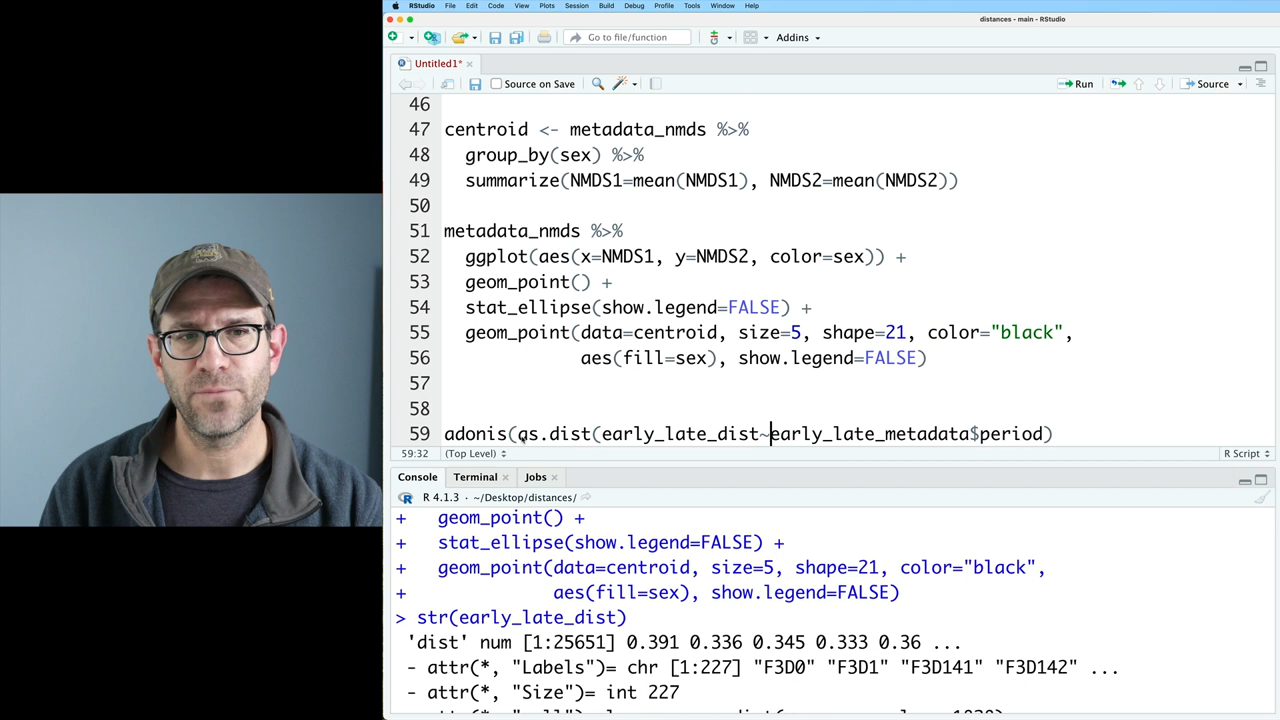 RStudio File Edit Code View Plots Session Build Debug Profile Tools Window Help
distances - main - RStudio
Go to file/function Addins
Untitled1*
Source on Save Run Source
46
47 centroid <- metadata_nmds %>%
48 group_by(sex) %>%
49 summarize(NMDS1=mean(NMDS1), NMDS2=mean(NMDS2))
50
51 metadata_nmds %>%
52 ggplot(aes(x=NMDS1, y=NMDS2, color=sex)) +
53 geom_point() +
54 stat_ellipse(show.legend=FALSE) +
55 geom_point(data=centroid, size=5, shape=21, color="black",
56 aes(fill=sex), show.legend=FALSE)
57
58
59 adonis(as.dist(early_late_dist~early_late_metadata$period)
59:32 (Top Level) R Script
Console Terminal Jobs
R 4.1.3 · ~/Desktop/distances/
+ geom_point() +
+ stat_ellipse(show.legend=FALSE) +
+ geom_point(data=centroid, size=5, shape=21, color="black",
+ aes(fill=sex), show.legend=FALSE)
> str(early_late_dist)
'dist' num [1:25651] 0.391 0.336 0.345 0.333 0.36 ...
- attr(*, "Labels")= chr [1:227] "F3D0" "F3D1" "F3D141" "F3D142" ...
- attr(*, "Size")= int 227